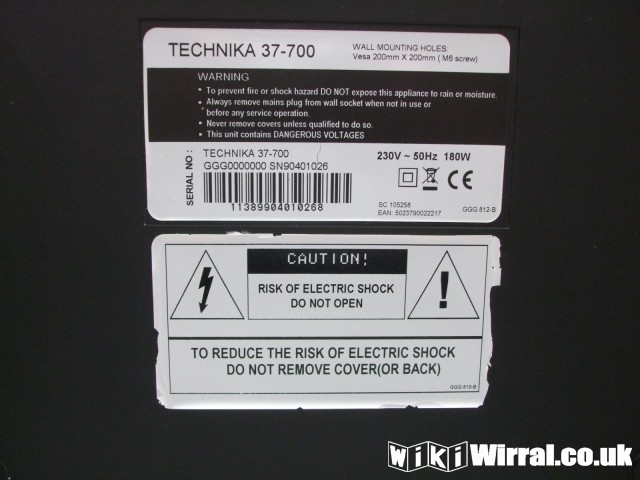 TECHNIKA 37-700
WALL MOUNTING HOLES:
Vesa 200mm X 200mm ( M6 screw)
WARNING
• To prevent fire or shock hazard DO NOT expose this appliance to rain or moisture.
• Always remove mains plug from wall socket when not in use or
before any service operation.
• Never remove covers unless qualified to do so.
• This unit contains DANGEROUS VOLTAGES
SERIAL NO :
TECHNIKA 37-700
GGG0000000 SN90401026
11389904010268
230V ~ 50Hz 180W
CE
SC 105258
EAN: 5023790022217
GGG.812-B
CAUTION!
RISK OF ELECTRIC SHOCK
DO NOT OPEN
!
TO REDUCE THE RISK OF ELECTRIC SHOCK
DO NOT REMOVE COVER(OR BACK)
GGG.810-B
WiKiWirral.co.uk